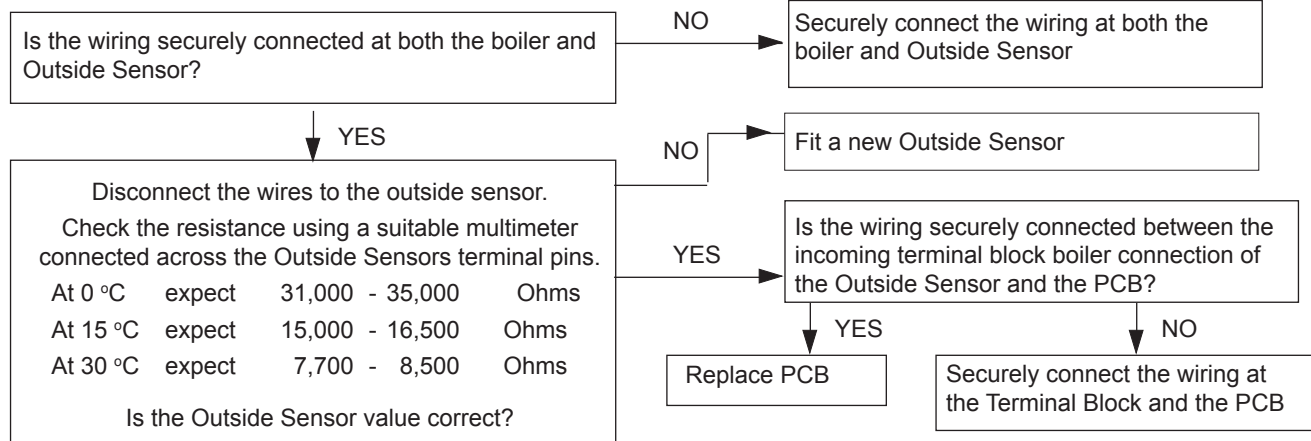 Is the wiring securely connected at both the boiler and
Outside Sensor?
NO
Securely connect the wiring at both the
boiler and Outside Sensor
YES
Disconnect the wires to the outside sensor.
Check the resistance using a suitable multimeter
connected across the Outside Sensors terminal pins.
At 0 °C expect 31,000 - 35,000 Ohms
At 15 °C expect 15,000 - 16,500 Ohms
At 30 °C expect 7,700 - 8,500 Ohms
Is the Outside Sensor value correct?
NO
Fit a new Outside Sensor
YES
Is the wiring securely connected between the
incoming terminal block boiler connection of
the Outside Sensor and the PCB?
YES
Replace PCB
NO
Securely connect the wiring at
the Terminal Block and the PCB